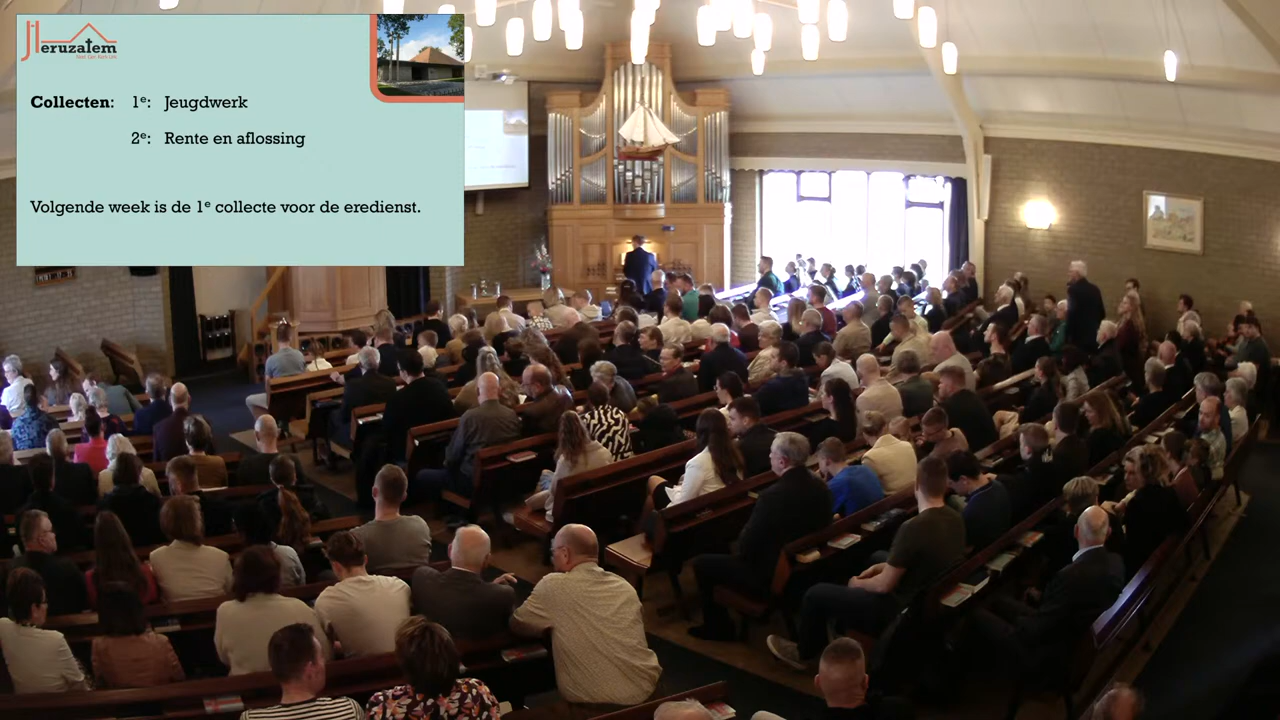 Jeruzalem
Collecten: 1e: Jeugdwerk
2e: Rente en aflossing
Volgende week is de 1e collecte voor de eredienst.